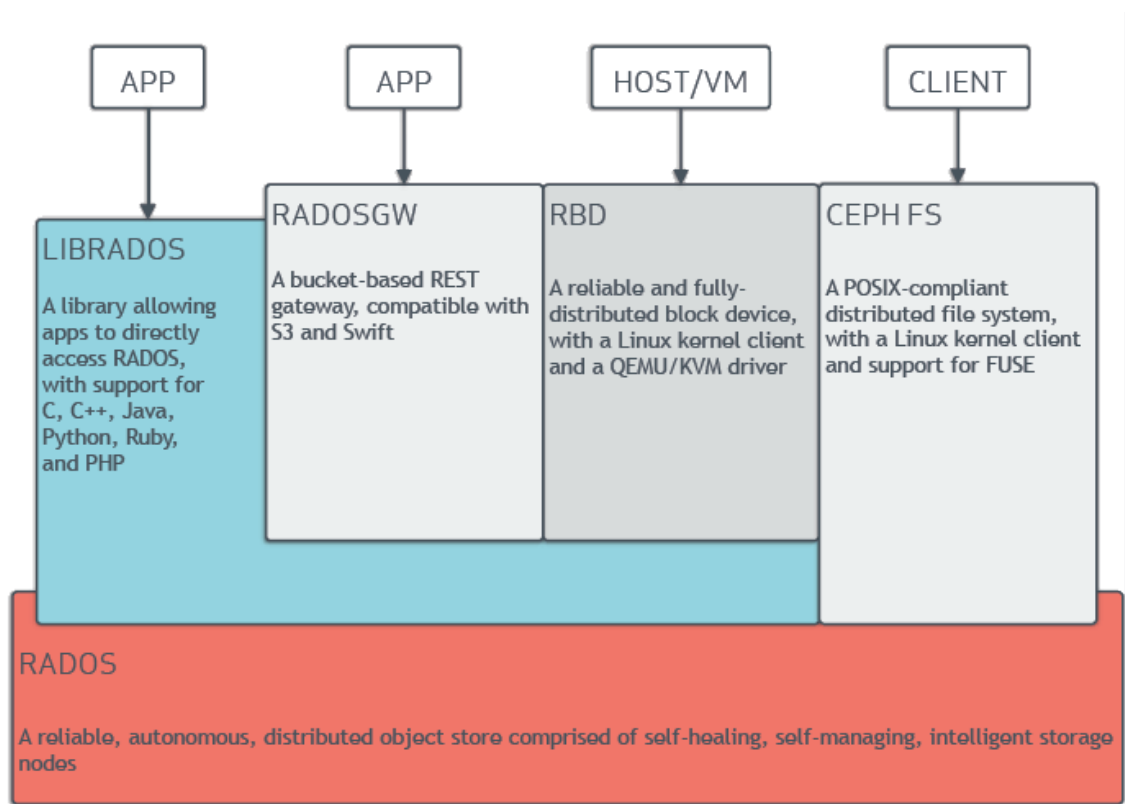 APP
APP
HOST/VM
CLIENT
LIBRADOS
A library allowing
apps to directly
access RADOS,
with support for
C, C++, Java,
Python, Ruby,
and PHP
RADOSGW
A bucket-based REST
gateway, compatible with
S3 and Swift
RBD
A reliable and fully-
distributed block device,
with a Linux kernel client
and a QEMU/KVM driver
CEPH FS
A POSIX-compliant
distributed file system,
with a Linux kernel client
and support for FUSE
RADOS
A reliable, autonomous, distributed object store comprised of self-healing, self-managing, intelligent storage
nodes